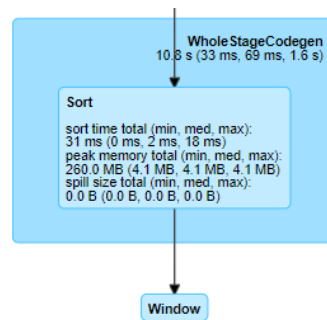 WholeStageCodegen
10.8 s (33 ms, 69 ms, 1.6 s)
Sort
sort time total (min, med, max):
31 ms (0 ms, 2 ms, 18 ms)
peak memory total (min, med, max):
260.0 MB (4.1 MB, 4.1 MB, 4.1 MB)
spill size total (min, med, max):
0.0 B (0.0 B, 0.0 B, 0.0 B)
Window